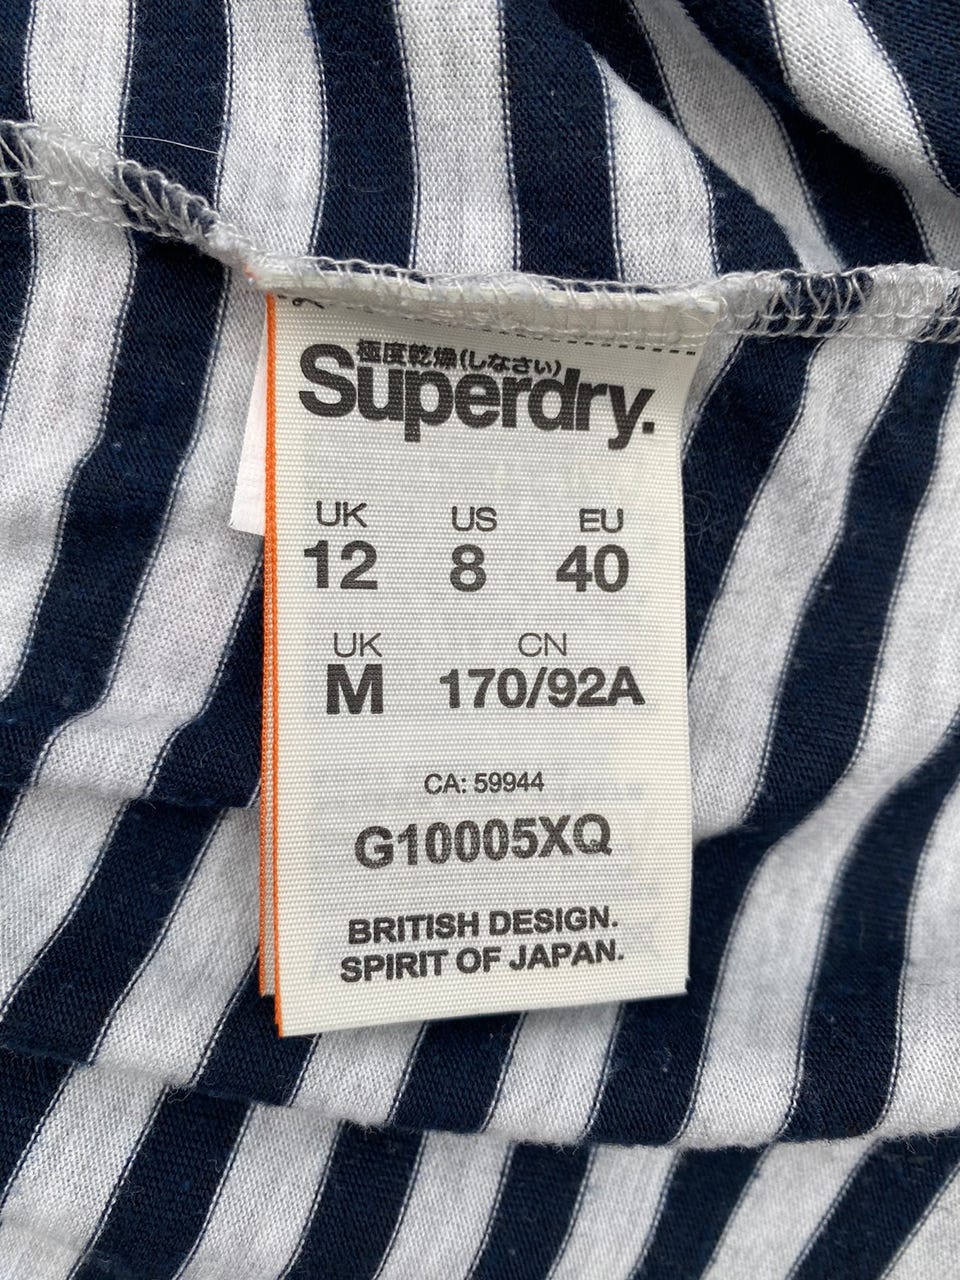 極度乾燥(しなさい)
Superdry.
UK US EU
12 8 40
UK CN
M 170/92A
CA: 59944
G10005XQ
BRITISH DESIGN.
SPIRIT OF JAPAN.